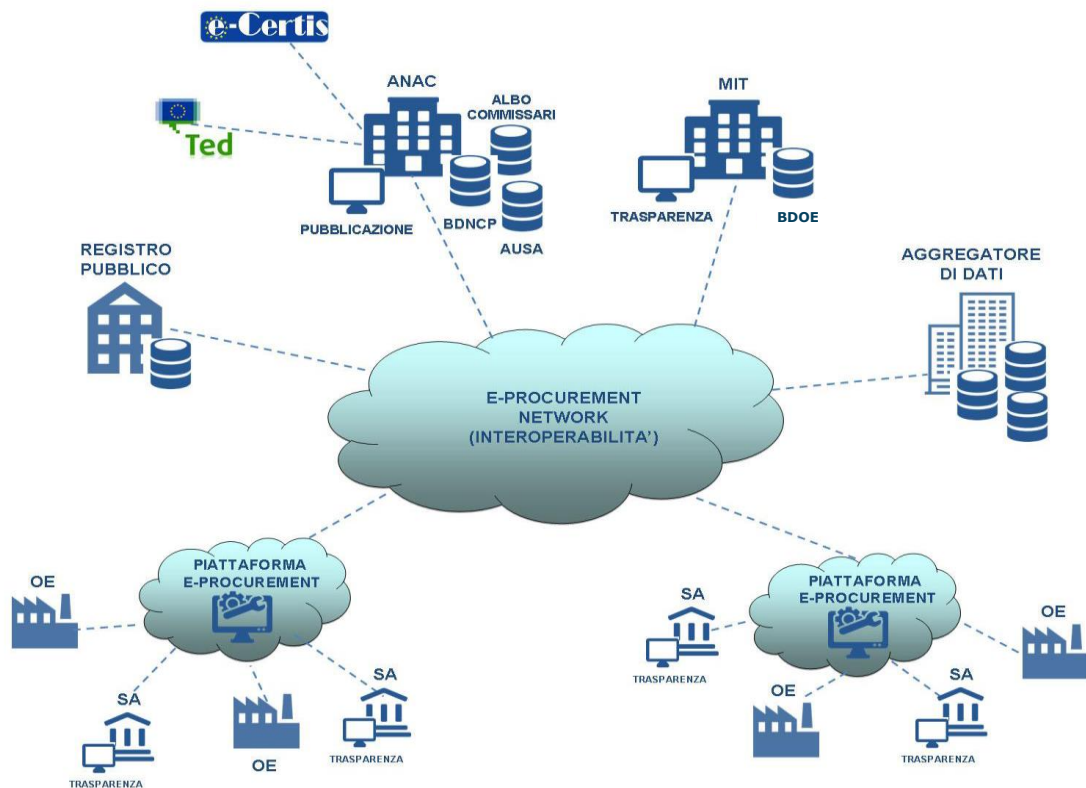 e-Certis
Ted
ANAC
ALBO
COMMISSARI
PUBBLICAZIONE
BDNCP
AUSA
MIT
TRASPARENZA
BDOE
REGISTRO
PUBBLICO
AGGREGATORE
DI DATI
E-PROCUREMENT
NETWORK
(INTEROPERABILITA’)
PIATTAFORMA
E-PROCUREMENT
OE
SA
TRASPARENZA
OE
SA
TRASPARENZA
PIATTAFORMA
E-PROCUREMENT
SA
TRASPARENZA
OE
OE
SA
TRASPARENZA